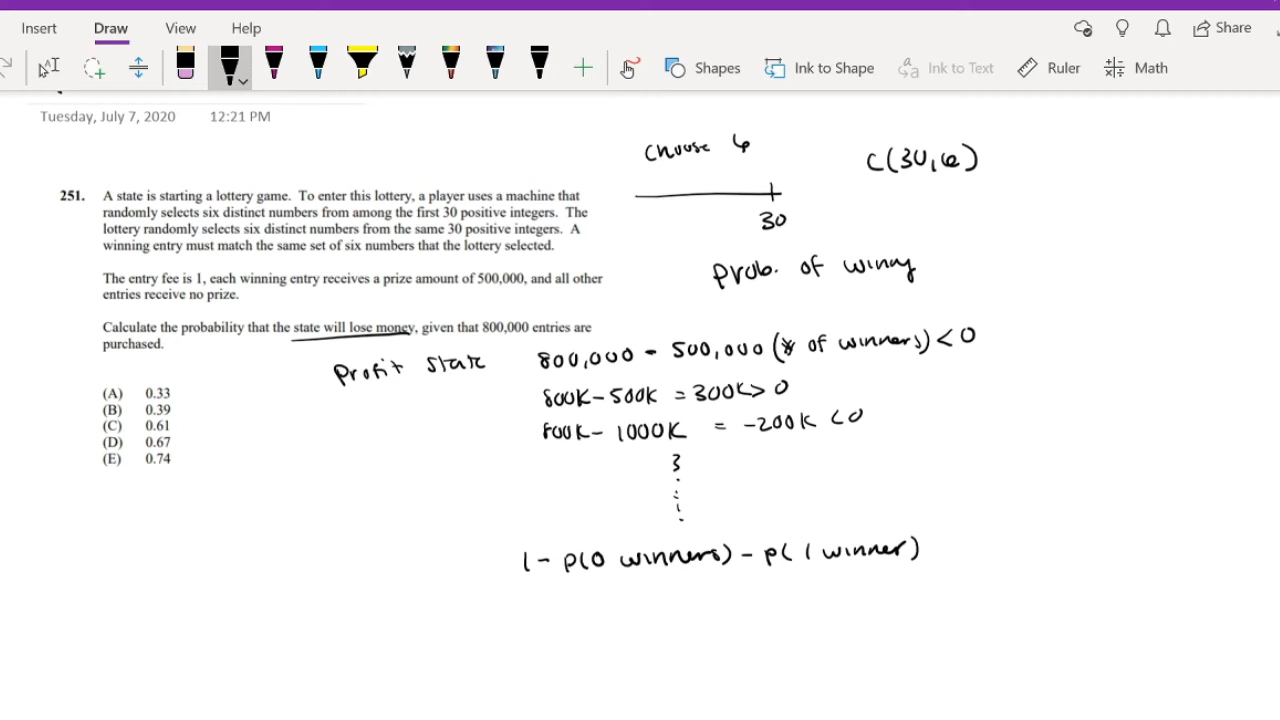 Insert Draw View Help Share
Shapes Ink to Shape Ink to Text Ruler Math
Tuesday, July 7, 2020 12:21 PM
choose 6
C(30,6)
30
251. A state is starting a lottery game. To enter this lottery, a player uses a machine that
randomly selects six distinct numbers from among the first 30 positive integers. The
lottery randomly selects six distinct numbers from the same 30 positive integers. A
winning entry must match the same set of six numbers that the lottery selected.
Prob. of winny
The entry fee is 1, each winning entry receives a prize amount of 500,000, and all other
entries receive no prize.
Calculate the probability that the state will lose money, given that 800,000 entries are
purchased.
Profit State 800,000 - 500,000 (# of winners) < 0
(A) 0.33
(B) 0.39
(C) 0.61
(D) 0.67
(E) 0.74
800K - 500K = 300K > 0
800K - 1000K = -200K < 0
3
1 - P(0 winners) - P(1 winner)